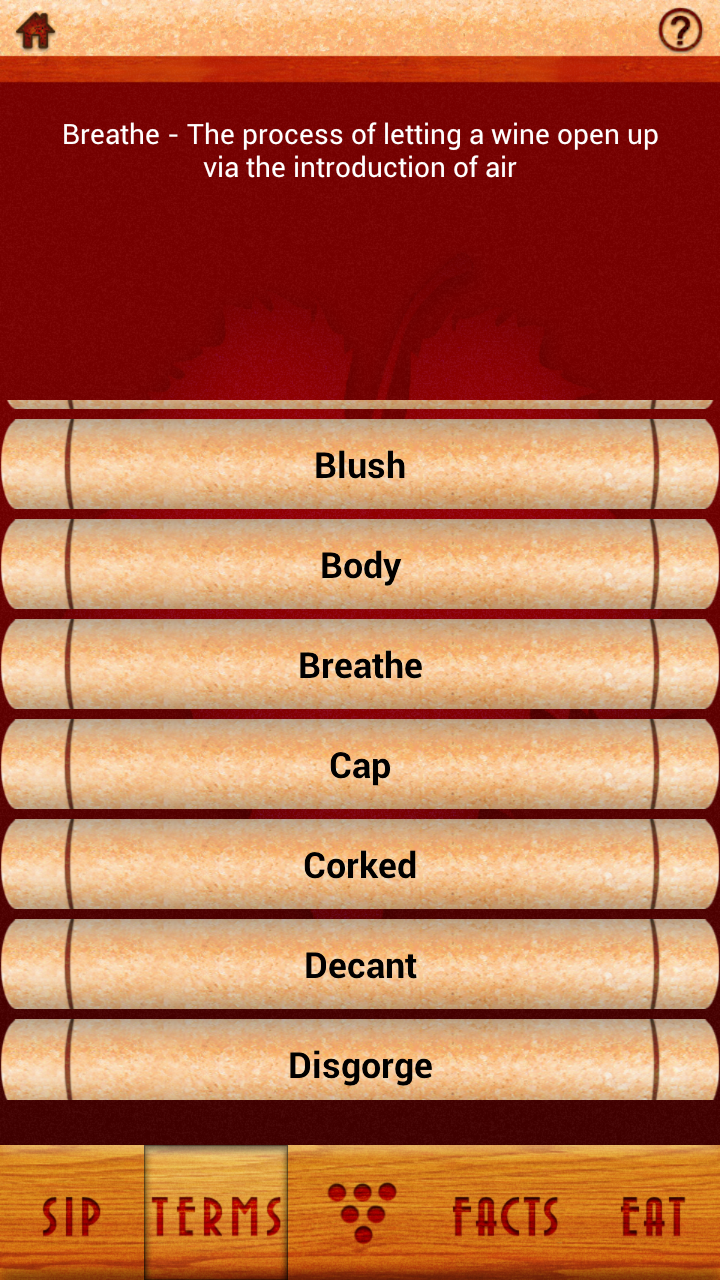 ?
Breathe - The process of letting a wine open up
via the introduction of air
Blush
Body
Breathe
Cap
Corked
Decant
Disgorge
SIP TERMS FACTS EAT